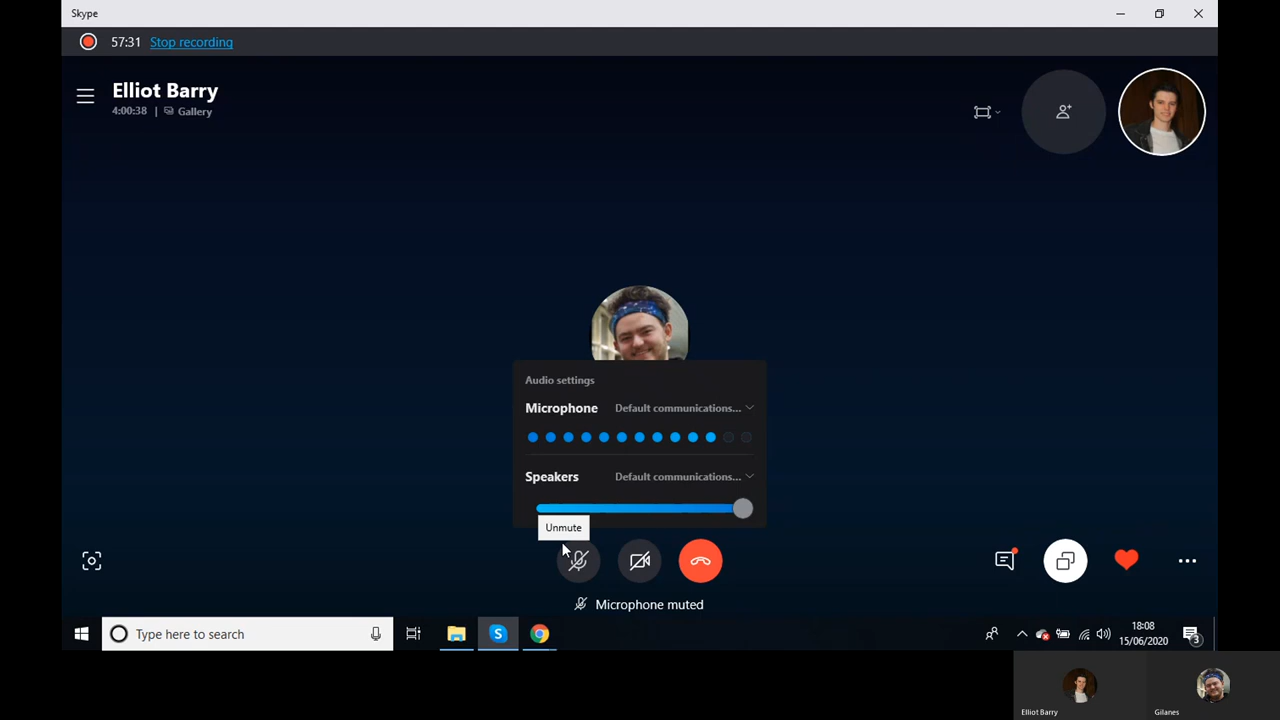 Skype
57:31 Stop recording
Elliot Barry
4:00:38 | Gallery
Audio settings
Microphone Default communications...
Speakers Default communications...
Unmute
Microphone muted
Type here to search
18:08
15/06/2020
3
Elliot Barry
Gilanes